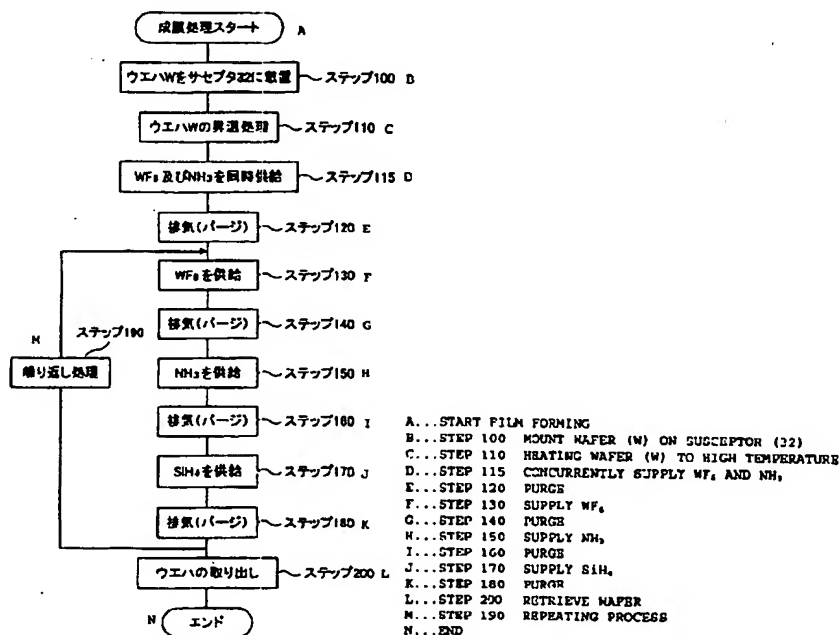 成膜処理スタート A
ウエハWをサセプタ32に載置 ステップ100 B
ウエハWの昇温処理 ステップ110 C
WF6及びNH3を同時供給 ステップ115 D
排気(パージ) ステップ120 E
WF6を供給 ステップ130 F
排気(パージ) ステップ140 G
M ステップ190
繰り返し処理
NH3を供給 ステップ150 H
排気(パージ) ステップ160 I
SiH4を供給 ステップ170 J
排気(パージ) ステップ180 K
ウエハの取り出し ステップ200 L
N エンド
A...START FILM FORMING
B...STEP 100 MOUNT WAFER (W) ON SUSCEPTOR (32)
C...STEP 110 HEATING WAFER (W) TO HIGH TEMPERATURE
D...STEP 115 CONCURRENTLY SUPPLY WF6 AND NH3
E...STEP 120 PURGE
F...STEP 130 SUPPLY WF6
G...STEP 140 PURGE
H...STEP 150 SUPPLY NH3
I...STEP 160 PURGE
J...STEP 170 SUPPLY SiH4
K...STEP 180 PURGE
L...STEP 200 RETRIEVE WAFER
M...STEP 190 REPEATING PROCESS
N...END